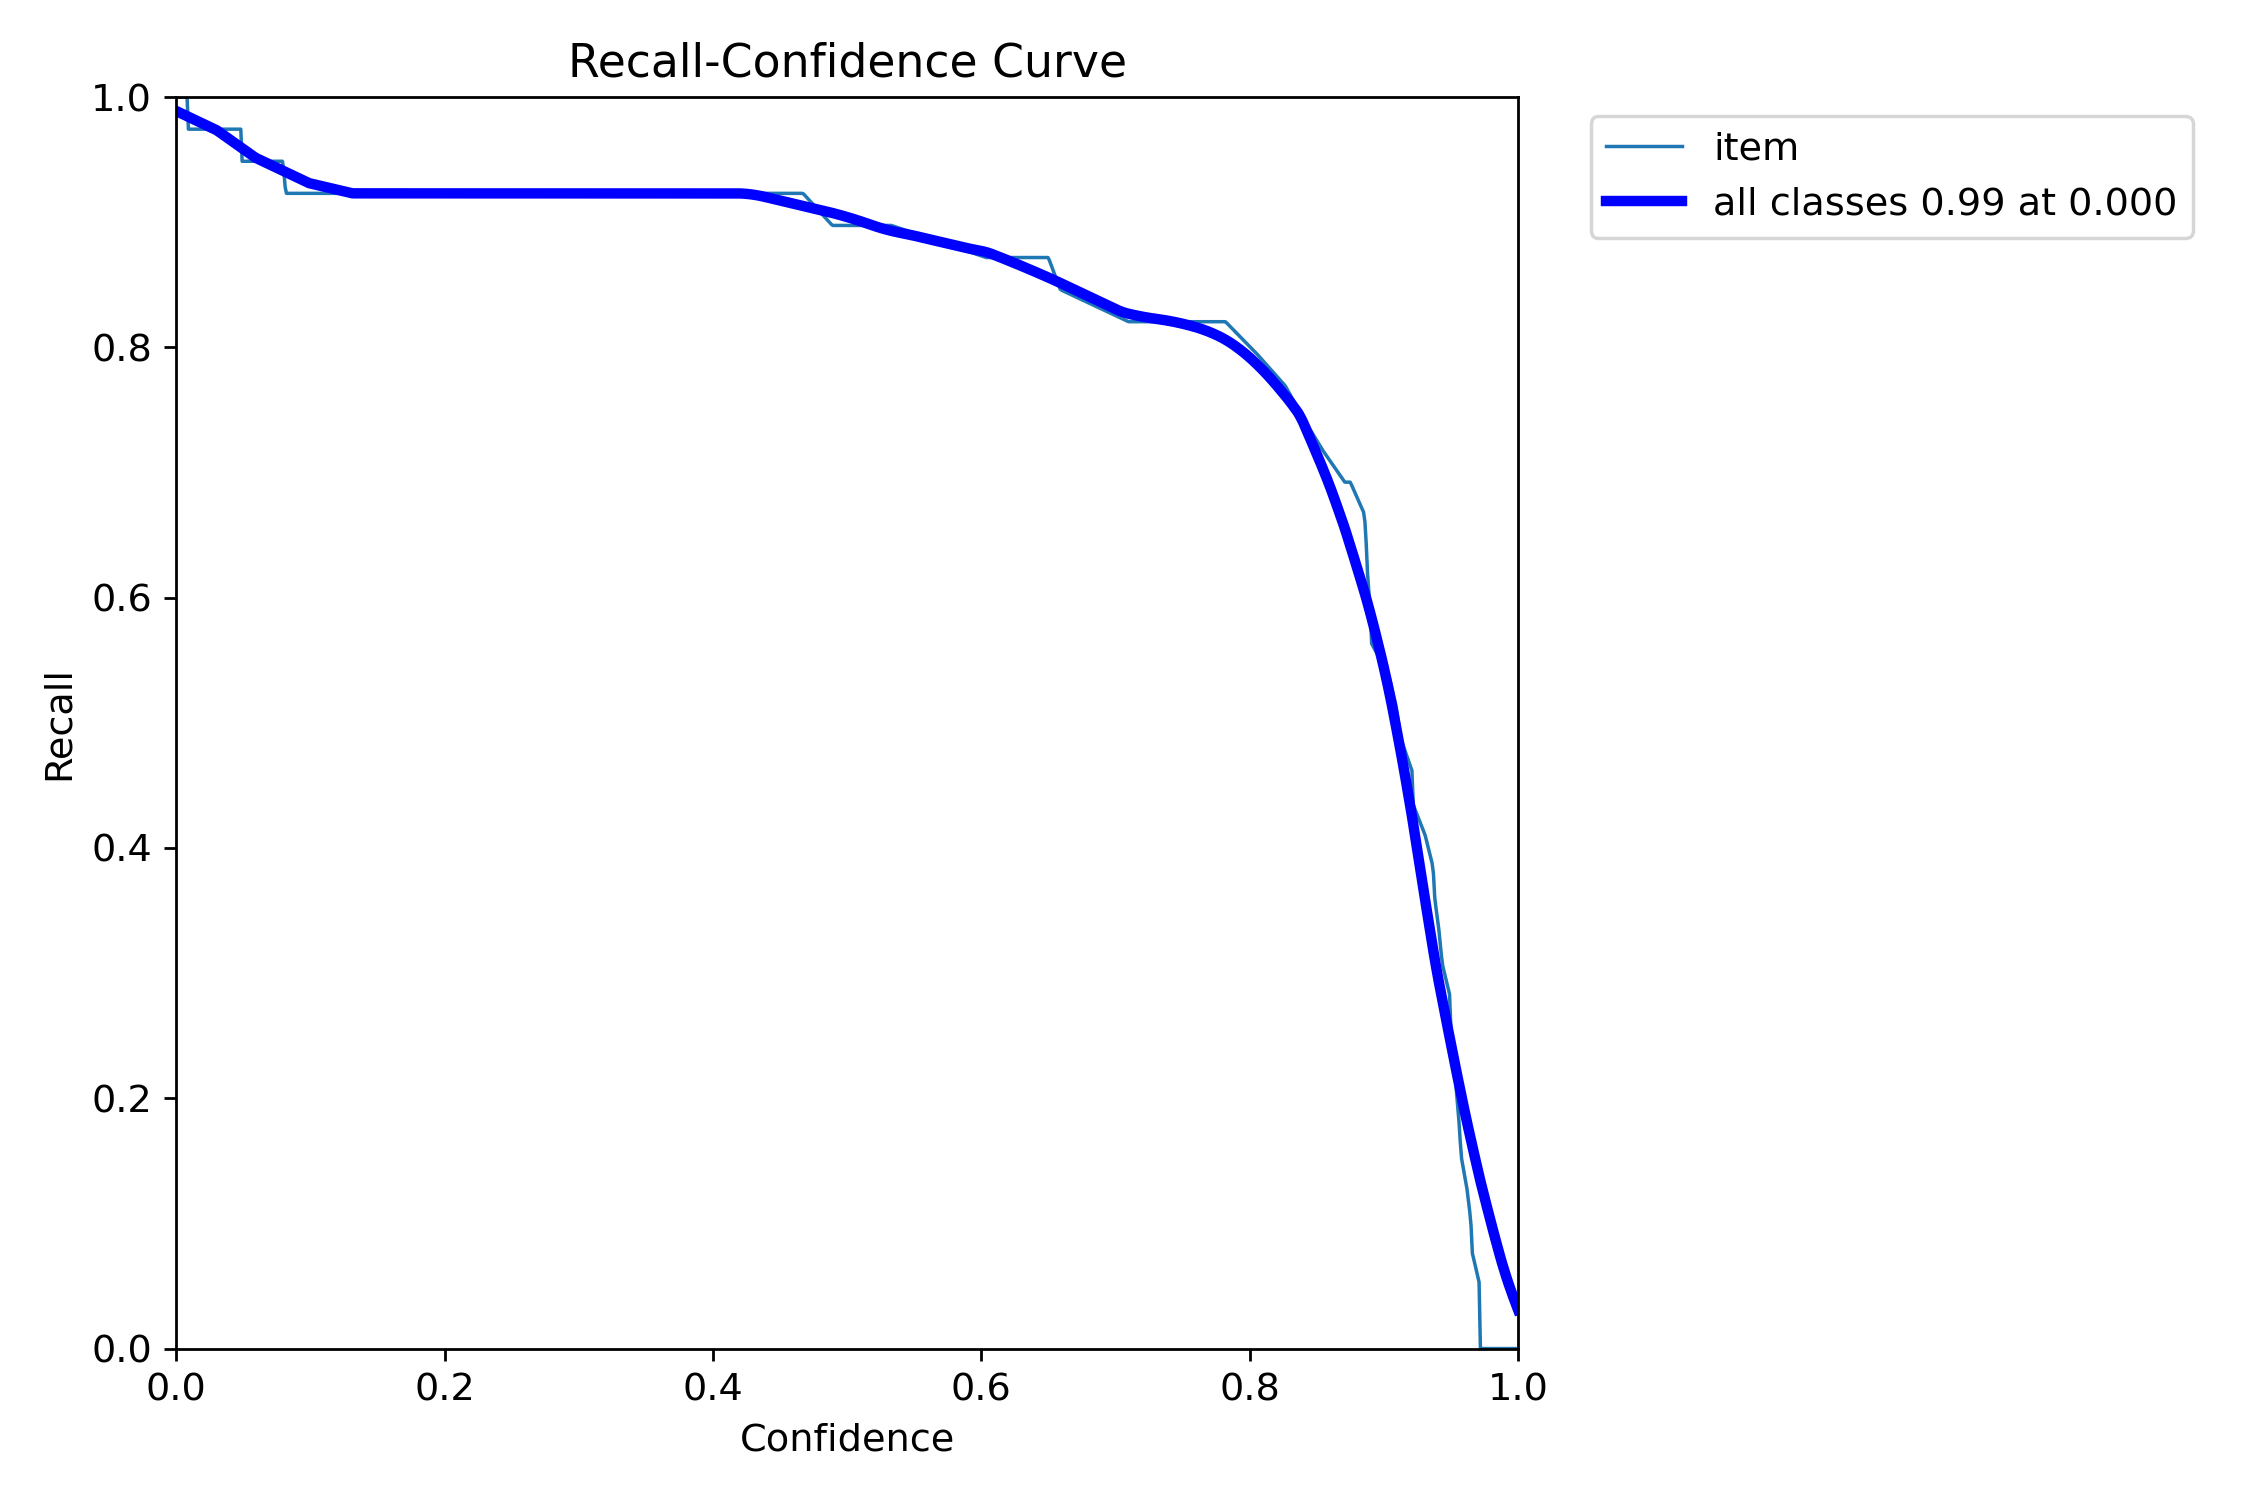 Recall-Confidence Curve
item
all classes 0.99 at 0.000
1.0
0.8
0.6
0.4
0.2
0.0
Recall
0.0 0.2 0.4 0.6 0.8 1.0
Confidence